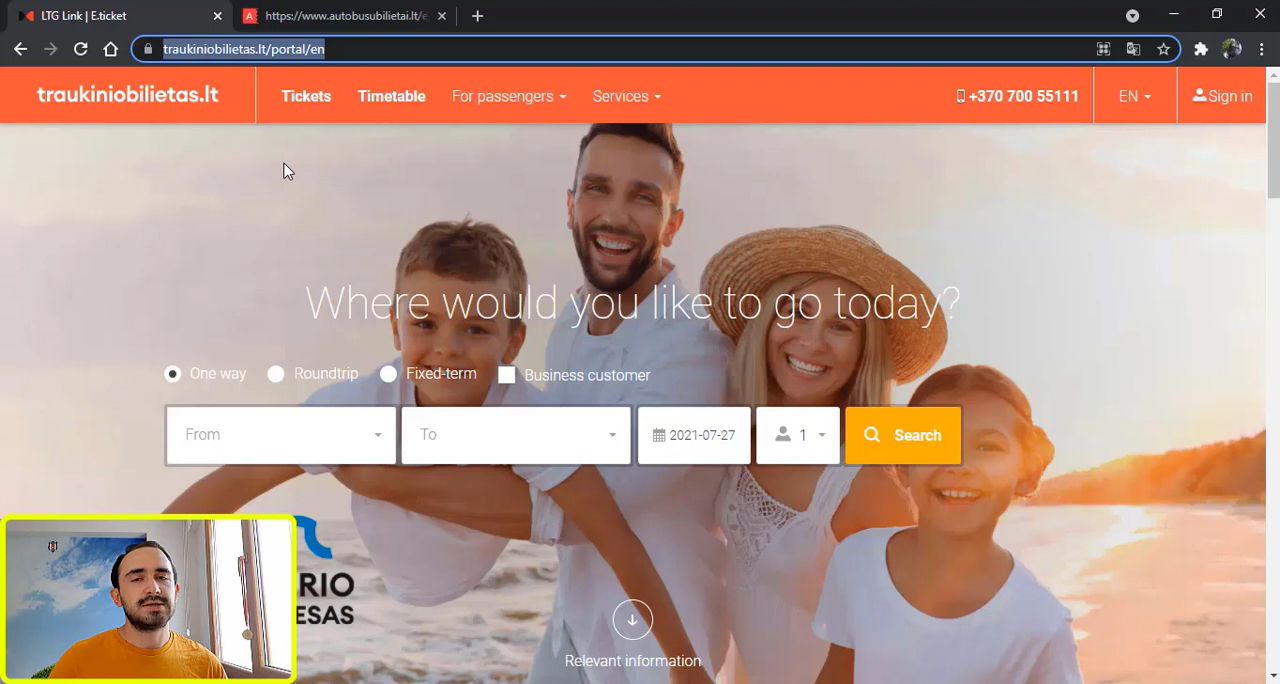 LTG Link | E.ticket
https://www.autobusubilietai.lt/e
traukiniobilietas.lt/portal/en
traukiniobilietas.lt
Tickets
Timetable
For passengers
Services
+370 700 55111
EN
Sign in
Where would you like to go today?
One way
Roundtrip
Fixed-term
Business customer
From
To
2021-07-27
1
Search
Relevant information